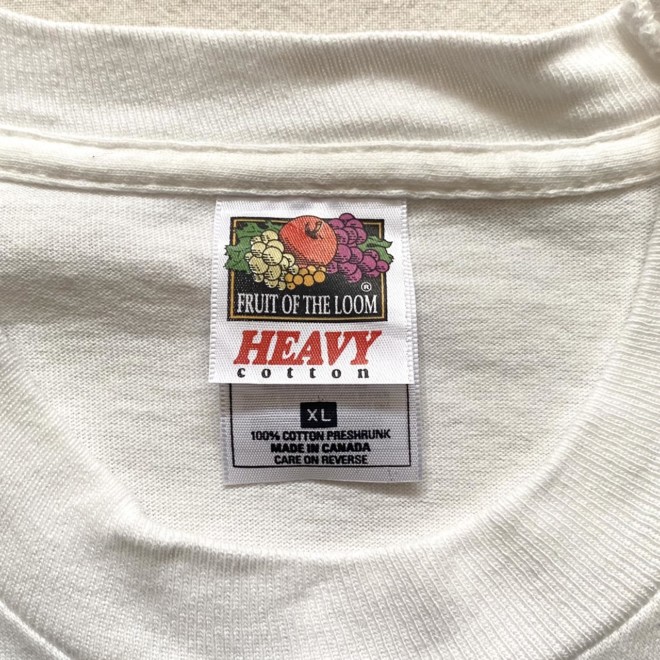 ®
FRUIT OF THE LOOM
HEAVY
cotton
XL
100% COTTON PRESHRUNK
MADE IN CANADA
CARE ON REVERSE